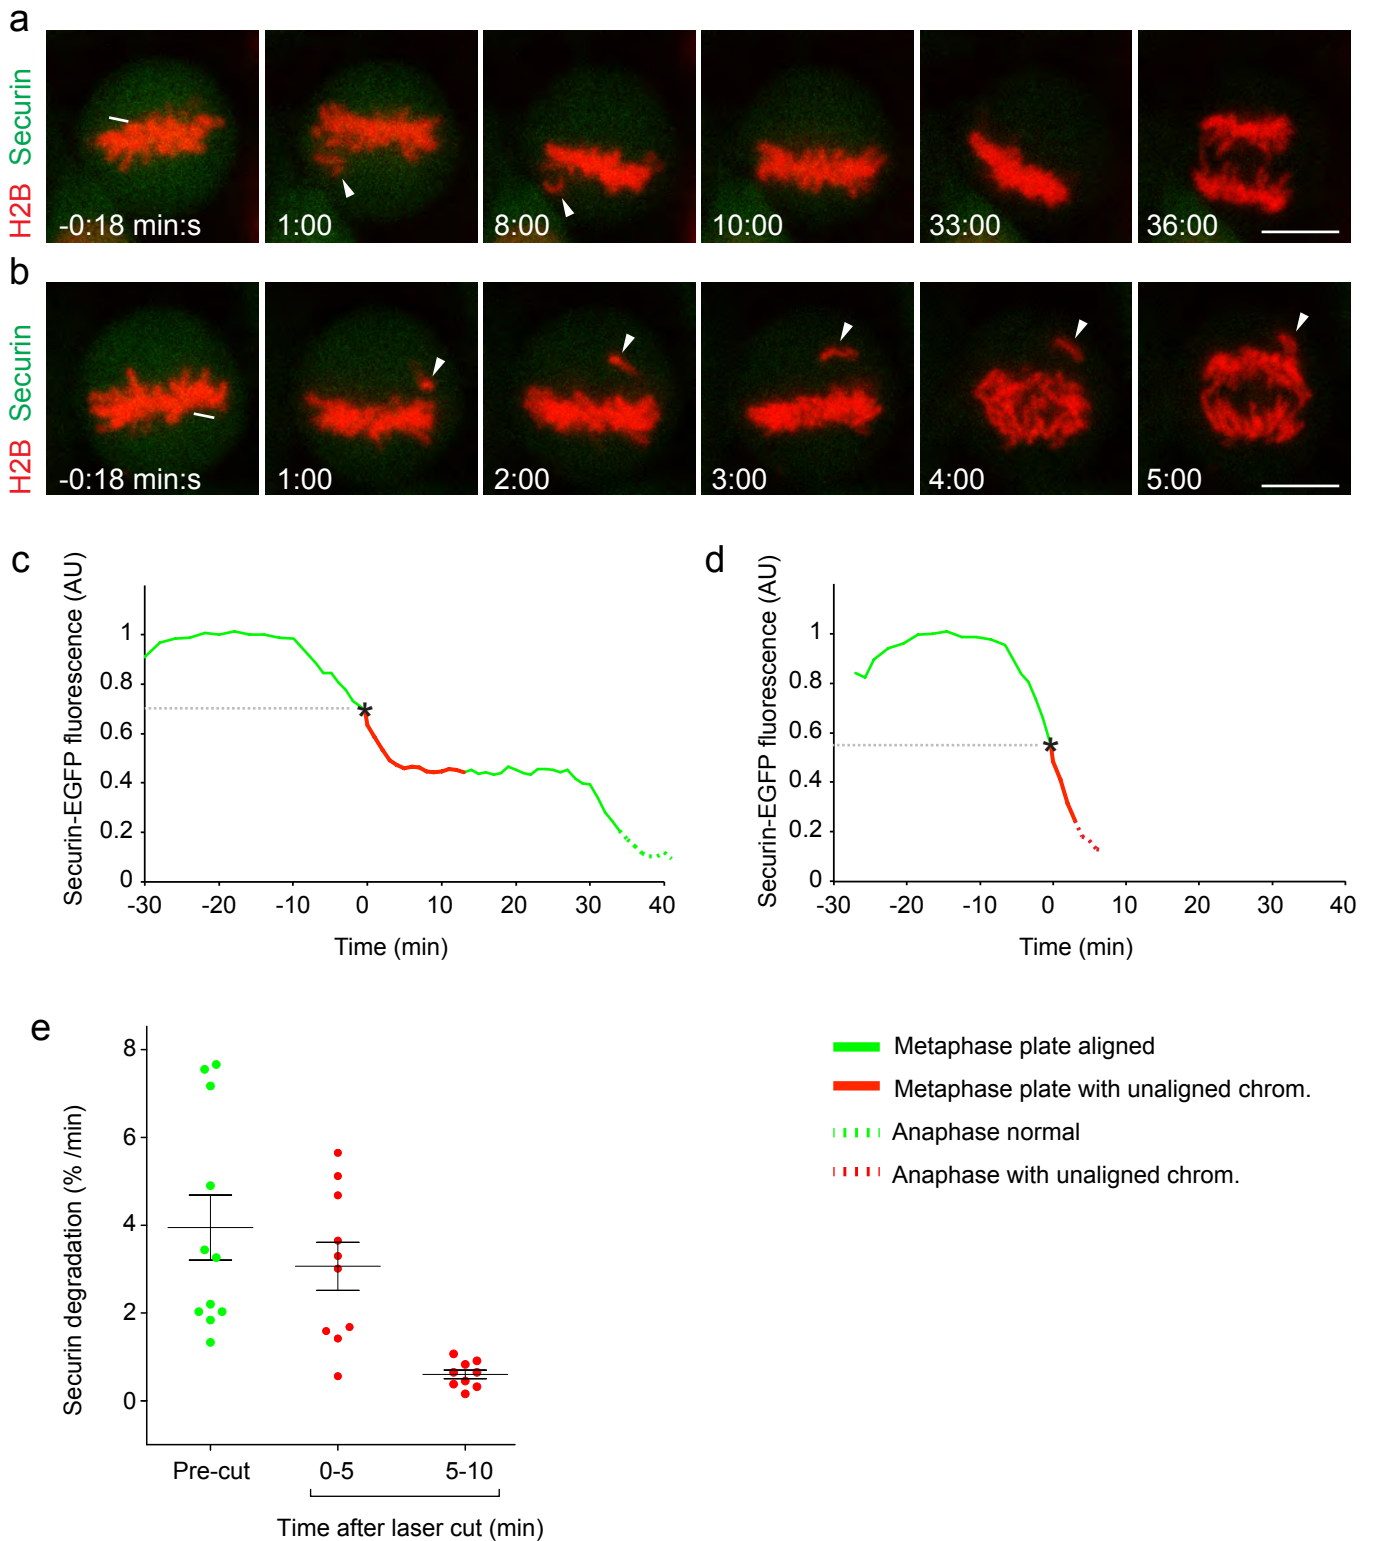 a
H2B Securin
-0:18 min:s
1:00
8:00
10:00
33:00
36:00
b
H2B Securin
-0:18 min:s
1:00
2:00
3:00
4:00
5:00
c
Securin-EGFP fluorescence (AU)
1
0.8
0.6
0.4
0.2
0
-30 -20 -10 0 10 20 30 40
Time (min)
*
d
Securin-EGFP fluorescence (AU)
1
0.8
0.6
0.4
0.2
0
-30 -20 -10 0 10 20 30 40
Time (min)
*
e
Securin degradation (% /min)
8
6
4
2
0
Pre-cut 0-5 5-10
Time after laser cut (min)
Metaphase plate aligned
Metaphase plate with unaligned chrom.
Anaphase normal
Anaphase with unaligned chrom.